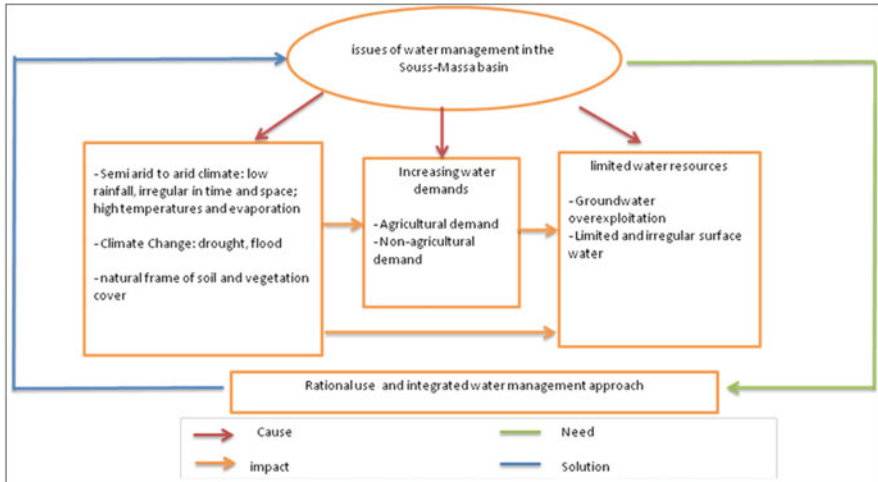 issues of water management in the
Souss-Massa basin
-Semi arid to arid climate: low
rainfall, irregular in time and space;
high temperatures and evaporation
-Climate Change: drought, flood
-natural frame of soil and vegetation
cover
Increasing water
demands
-Agricultural demand
-Non-agricultural
demand
limited water resources
-Groundwater
overexploitation
-Limited and irregular surface
water
Rational use and integrated water management approach
Cause
Need
impact
Solution